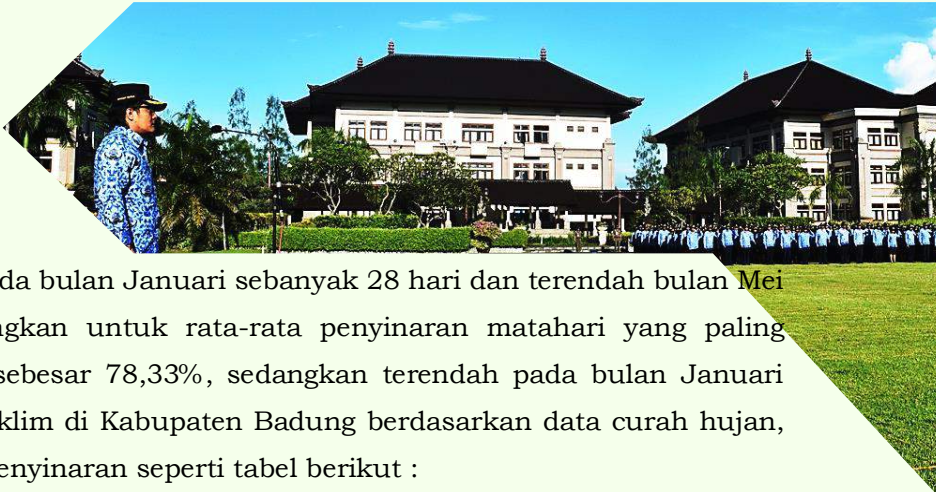 da bulan Januari sebanyak 28 hari dan terendah bulan Mei
ngkan untuk rata-rata penyinaran matahari yang paling
sebesar 78,33%, sedangkan terendah pada bulan Januari
klim di Kabupaten Badung berdasarkan data curah hujan,
enyinaran seperti tabel berikut :